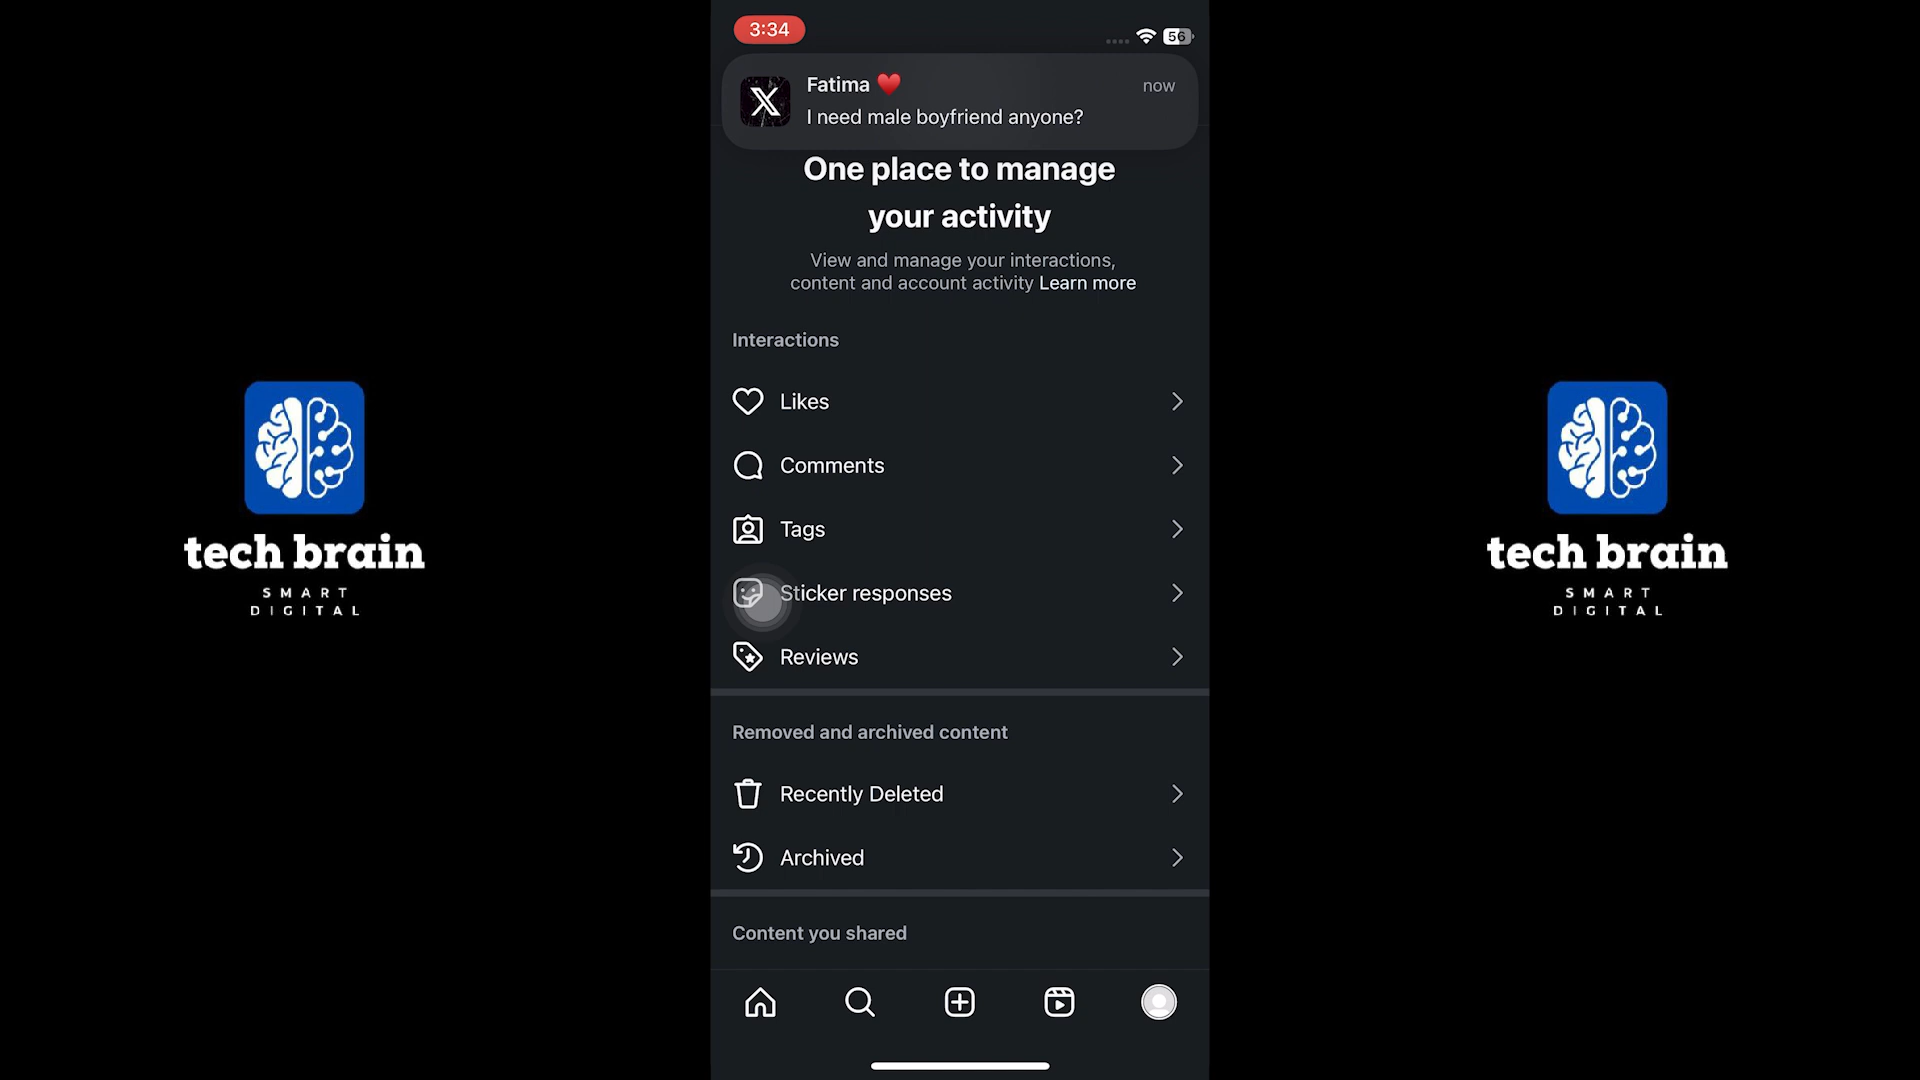 3:34
56
Fatima ❤️
now
I need male boyfriend anyone?
One place to manage
your activity
View and manage your interactions,
content and account activity Learn more
Interactions
Likes
Comments
Tags
Sticker responses
Reviews
Removed and archived content
Recently Deleted
Archived
Content you shared
tech brain
SMART
DIGITAL
tech brain
SMART
DIGITAL